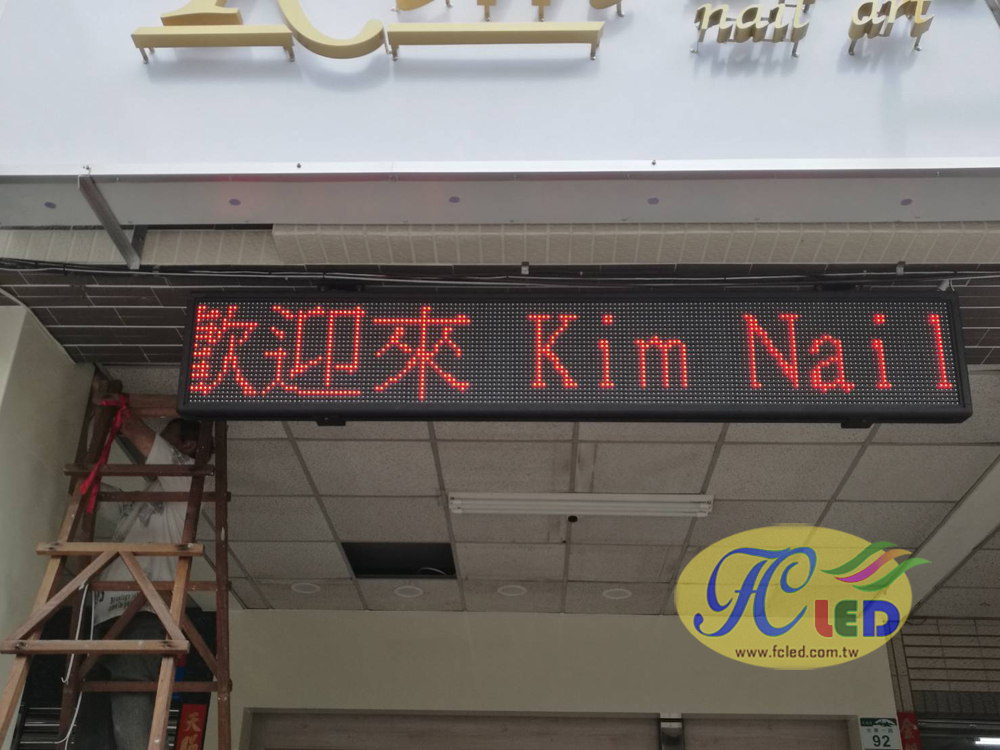 nail art
歡迎來 Kim Nail
FC LED
www.fcled.com.tw
92